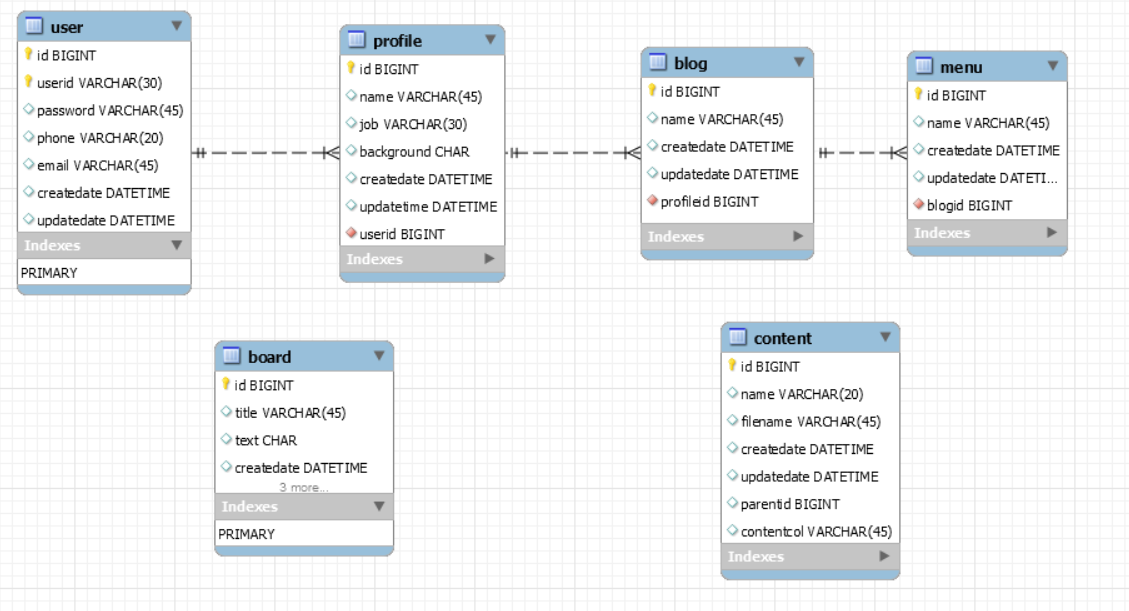 user
id BIGINT
userid VARCHAR(30)
password VARCHAR(45)
phone VARCHAR(20)
email VARCHAR(45)
createdate DATETIME
updatedate DATETIME
Indexes
PRIMARY
profile
id BIGINT
name VARCHAR(45)
job VARCHAR(30)
background CHAR
createdate DATETIME
updatetime DATETIME
userid BIGINT
Indexes
blog
id BIGINT
name VARCHAR(45)
createdate DATETIME
updatedate DATETIME
profileid BIGINT
Indexes
menu
id BIGINT
name VARCHAR(45)
createdate DATETIME
updatedate DATETI...
blogid BIGINT
Indexes
board
id BIGINT
title VARCHAR(45)
text CHAR
createdate DATETIME
3 more...
Indexes
PRIMARY
content
id BIGINT
name VARCHAR(20)
filename VARCHAR(45)
createdate DATETIME
updatedate DATETIME
parentid BIGINT
contentcol VARCHAR(45)
Indexes